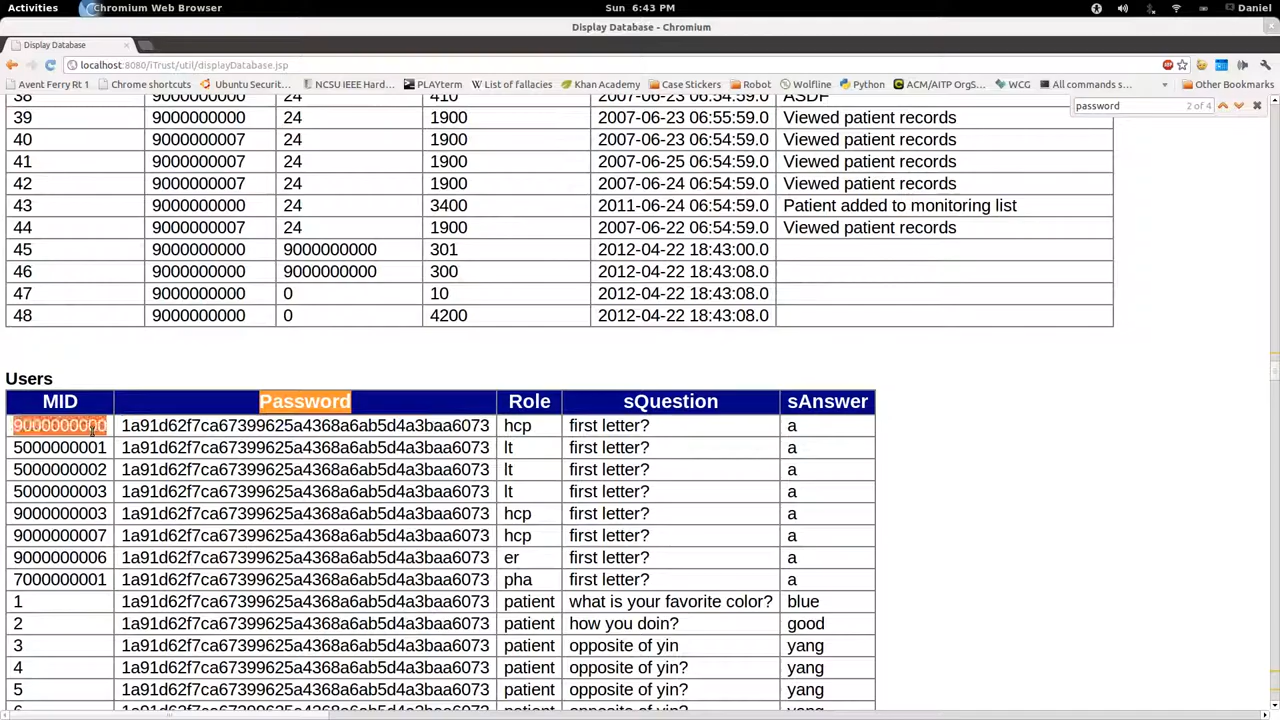 Activities Chromium Web Browser Sun 6:43 PM Daniel
Display Database - Chromium
Display Database
localhost:8080/iTrust/util/displayDatabase.jsp
Avent Ferry Rt 1 Chrome shortcuts Ubuntu Securit... NCSU IEEE Hard... PLAYterm List of fallacies Khan Academy Case Stickers Robot Wolfline Python ACM/AITP OrgS... WCG All commands s... Other Bookmarks
password 2 of 4
38 9000000000 24 410 2007-06-23 06:54:59.0 ASDF
39 9000000000 24 1900 2007-06-23 06:55:59.0 Viewed patient records
40 9000000007 24 1900 2007-06-23 06:54:59.0 Viewed patient records
41 9000000007 24 1900 2007-06-25 06:54:59.0 Viewed patient records
42 9000000007 24 1900 2007-06-24 06:54:59.0 Viewed patient records
43 9000000000 24 3400 2011-06-24 06:54:59.0 Patient added to monitoring list
44 9000000007 24 1900 2007-06-22 06:54:59.0 Viewed patient records
45 9000000000 9000000000 301 2012-04-22 18:43:00.0
46 9000000000 9000000000 300 2012-04-22 18:43:08.0
47 9000000000 0 10 2012-04-22 18:43:08.0
48 9000000000 0 4200 2012-04-22 18:43:08.0
Users
MID Password Role sQuestion sAnswer
9000000000 1a91d62f7ca67399625a4368a6ab5d4a3baa6073 hcp first letter? a
5000000001 1a91d62f7ca67399625a4368a6ab5d4a3baa6073 lt first letter? a
5000000002 1a91d62f7ca67399625a4368a6ab5d4a3baa6073 lt first letter? a
5000000003 1a91d62f7ca67399625a4368a6ab5d4a3baa6073 lt first letter? a
9000000003 1a91d62f7ca67399625a4368a6ab5d4a3baa6073 hcp first letter? a
9000000007 1a91d62f7ca67399625a4368a6ab5d4a3baa6073 hcp first letter? a
9000000006 1a91d62f7ca67399625a4368a6ab5d4a3baa6073 er first letter? a
7000000001 1a91d62f7ca67399625a4368a6ab5d4a3baa6073 pha first letter? a
1 1a91d62f7ca67399625a4368a6ab5d4a3baa6073 patient what is your favorite color? blue
2 1a91d62f7ca67399625a4368a6ab5d4a3baa6073 patient how you doin? good
3 1a91d62f7ca67399625a4368a6ab5d4a3baa6073 patient opposite of yin yang
4 1a91d62f7ca67399625a4368a6ab5d4a3baa6073 patient opposite of yin? yang
5 1a91d62f7ca67399625a4368a6ab5d4a3baa6073 patient opposite of yin? yang